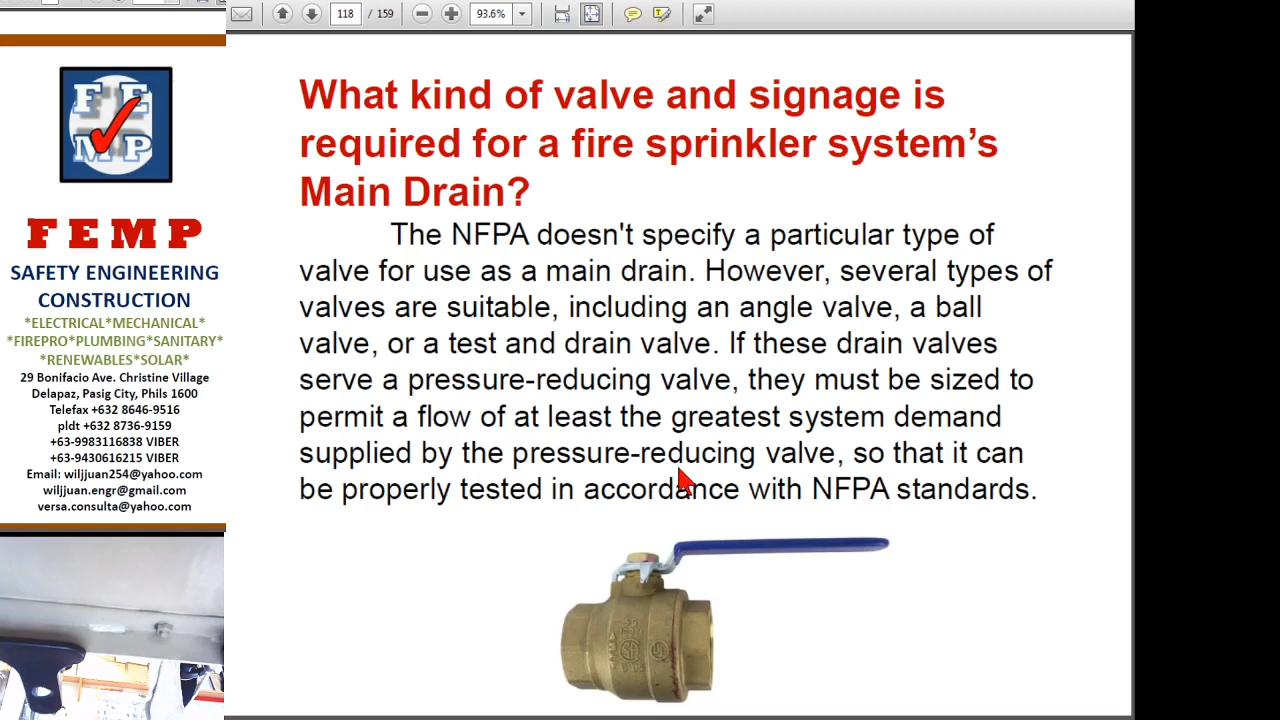 118 / 159
93.6%
F E
M P
FEMP
SAFETY ENGINEERING
CONSTRUCTION
*ELECTRICAL*MECHANICAL*
*FIREPRO*PLUMBING*SANITARY*
*RENEWABLES*SOLAR*
29 Bonifacio Ave. Christine Village
Delapaz, Pasig City, Phils 1600
Telefax +632 8646-9516
pldt +632 8736-9159
+63-9983116838 VIBER
+63-9430616215 VIBER
Email: wiljjuan254@yahoo.com
wiljjuan.engr@gmail.com
versa.consulta@yahoo.com
What kind of valve and signage is
required for a fire sprinkler system’s
Main Drain?
The NFPA doesn't specify a particular type of
valve for use as a main drain. However, several types of
valves are suitable, including an angle valve, a ball
valve, or a test and drain valve. If these drain valves
serve a pressure-reducing valve, they must be sized to
permit a flow of at least the greatest system demand
supplied by the pressure-reducing valve, so that it can
be properly tested in accordance with NFPA standards.